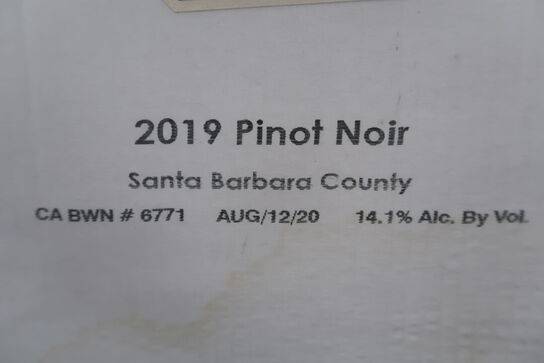 2019 Pinot Noir
Santa Barbara County
CA BWN # 6771 AUG/12/20 14.1% Alc. By Vol.